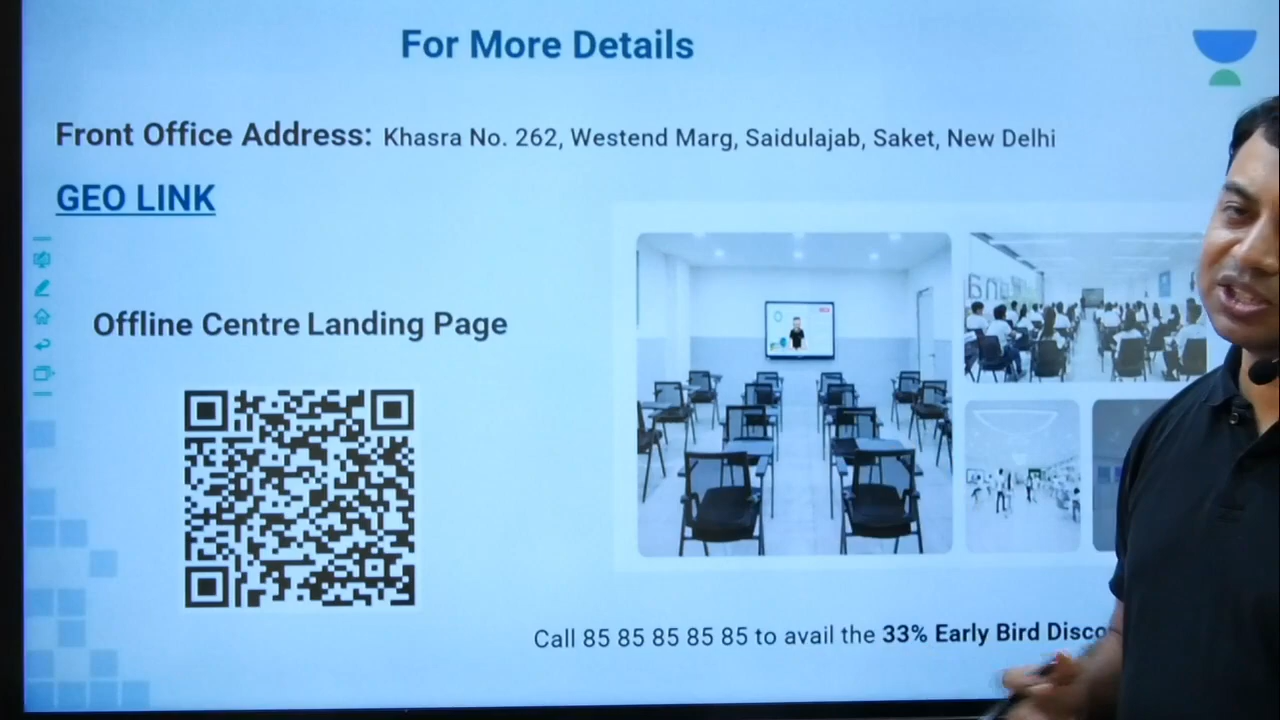 For More Details
Front Office Address: Khasra No. 262, Westend Marg, Saidulajab, Saket, New Delhi
GEO LINK
Offline Centre Landing Page
Call 85 85 85 85 85 to avail the 33% Early Bird